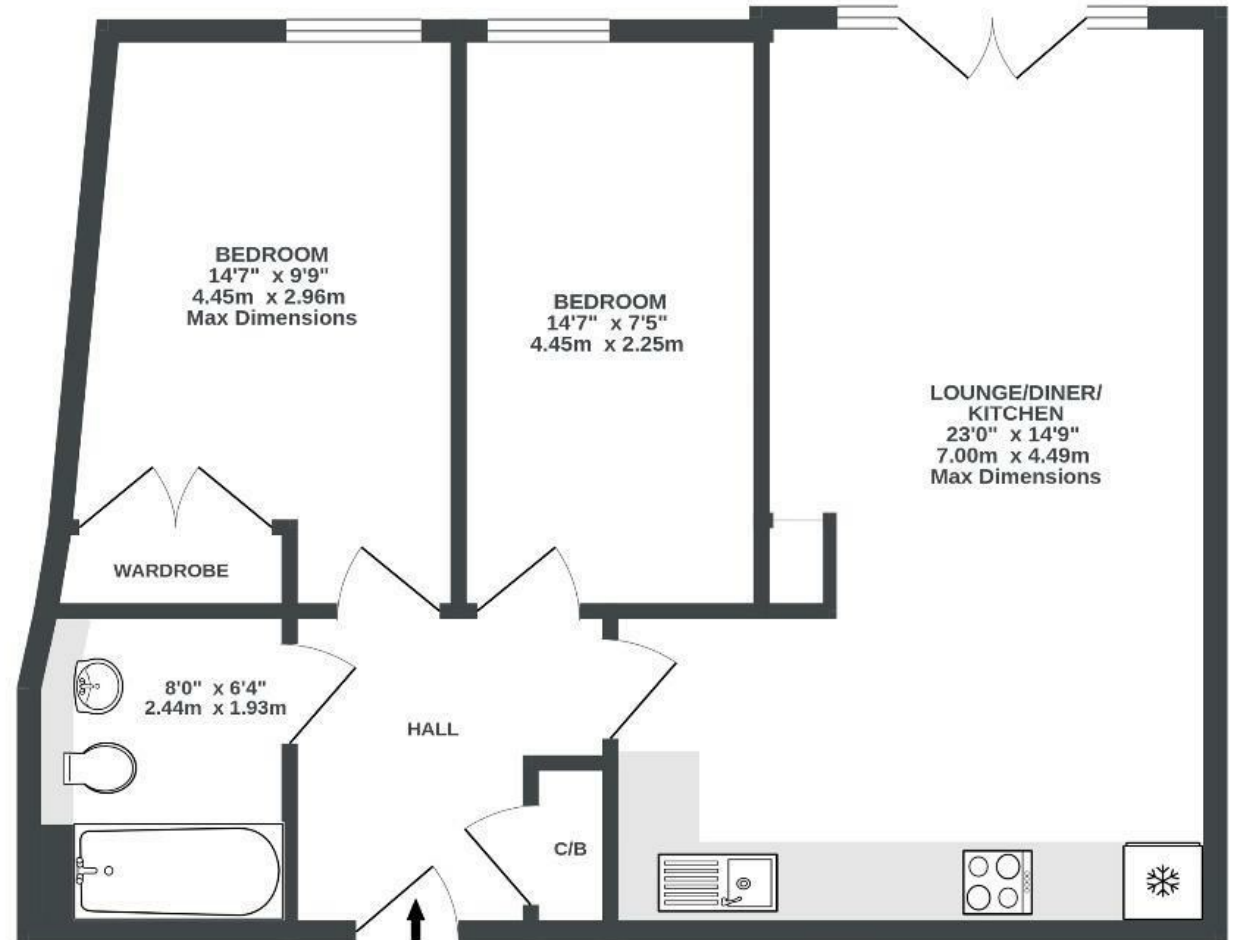 BEDROOM
14'7" x 9'9"
4.45m x 2.96m
Max Dimensions
BEDROOM
14'7" x 7'5"
4.45m x 2.25m
LOUNGE/DINER/
KITCHEN
23'0" x 14'9"
7.00m x 4.49m
Max Dimensions
WARDROBE
8'0" x 6'4"
2.44m x 1.93m
HALL
C/B